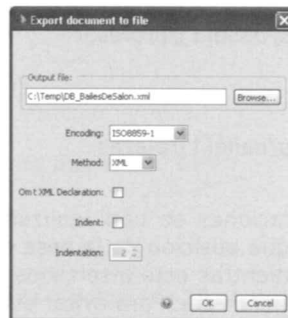 Export document to file
Output file:
C:\Temp\DB_BailesDeSalon.xml
Browse...
Encoding: ISO8859-1
Method: XML
Omit XML Declaration:
Indent:
Indentation: 2
OK Cancel